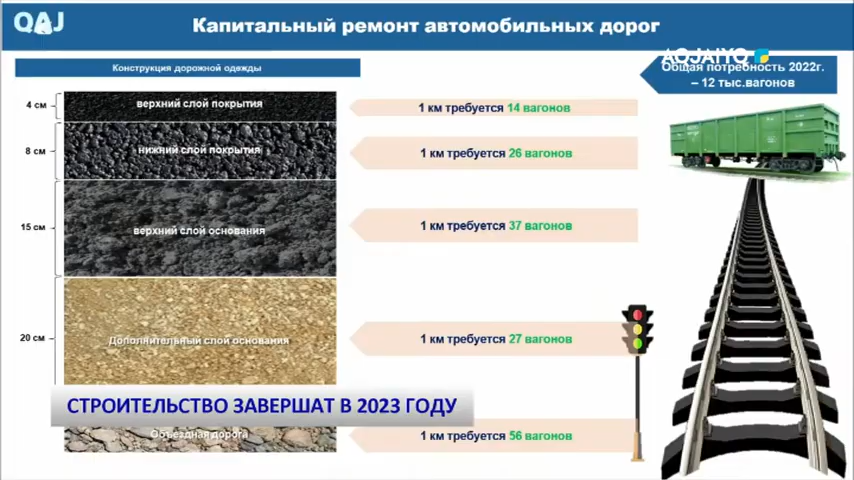 QAJ
Капитальный ремонт автомобильных дорог
AQJAIYQ
Конструкция дорожной одежды
Общая потребность 2022г.
– 12 тыс.вагонов
4 см
верхний слой покрытия
1 км требуется 14 вагонов
8 см
нижний слой покрытия
1 км требуется 26 вагонов
15 см
верхний слой основания
1 км требуется 37 вагонов
20 см
Дополнительный слой основания
1 км требуется 27 вагонов
СТРОИТЕЛЬСТВО ЗАВЕРШАТ В 2023 ГОДУ
Объездная дорога
1 км требуется 56 вагонов